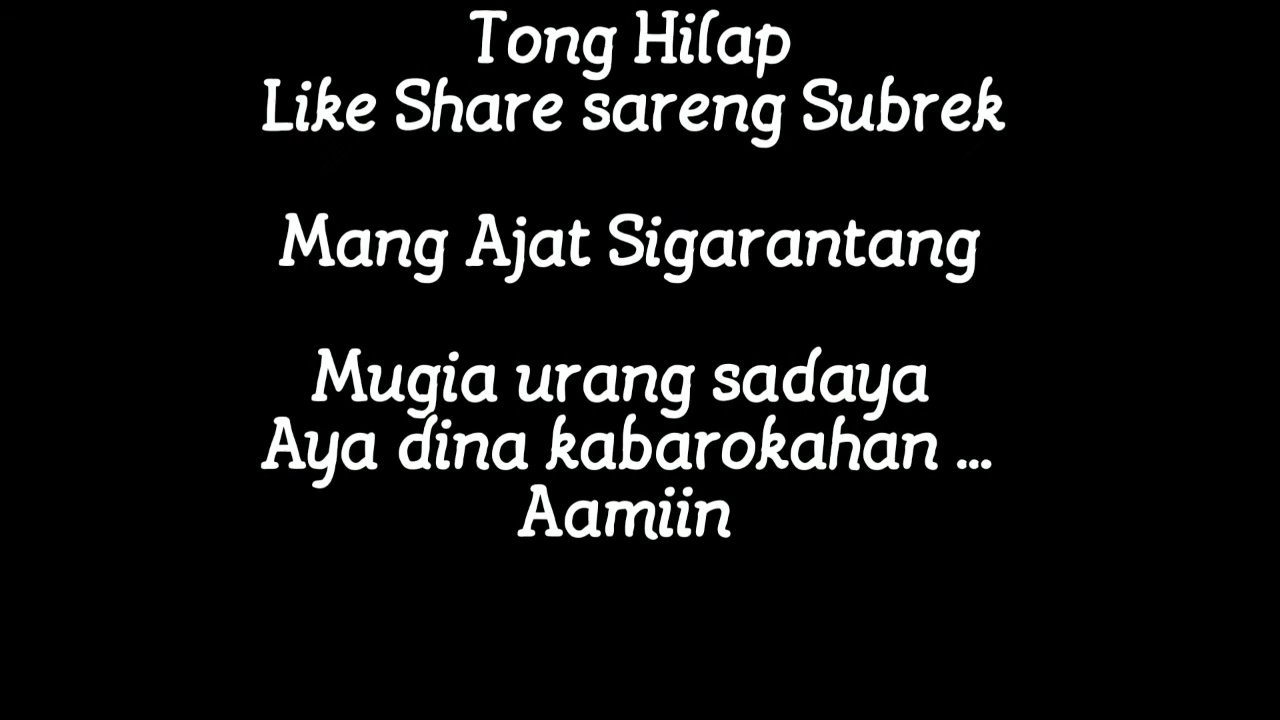 Tong Hilap
Like Share sareng Subrek
Mang Ajat Sigarantang
Mugia urang sadaya
Aya dina kabarokahan ...
Aamiin